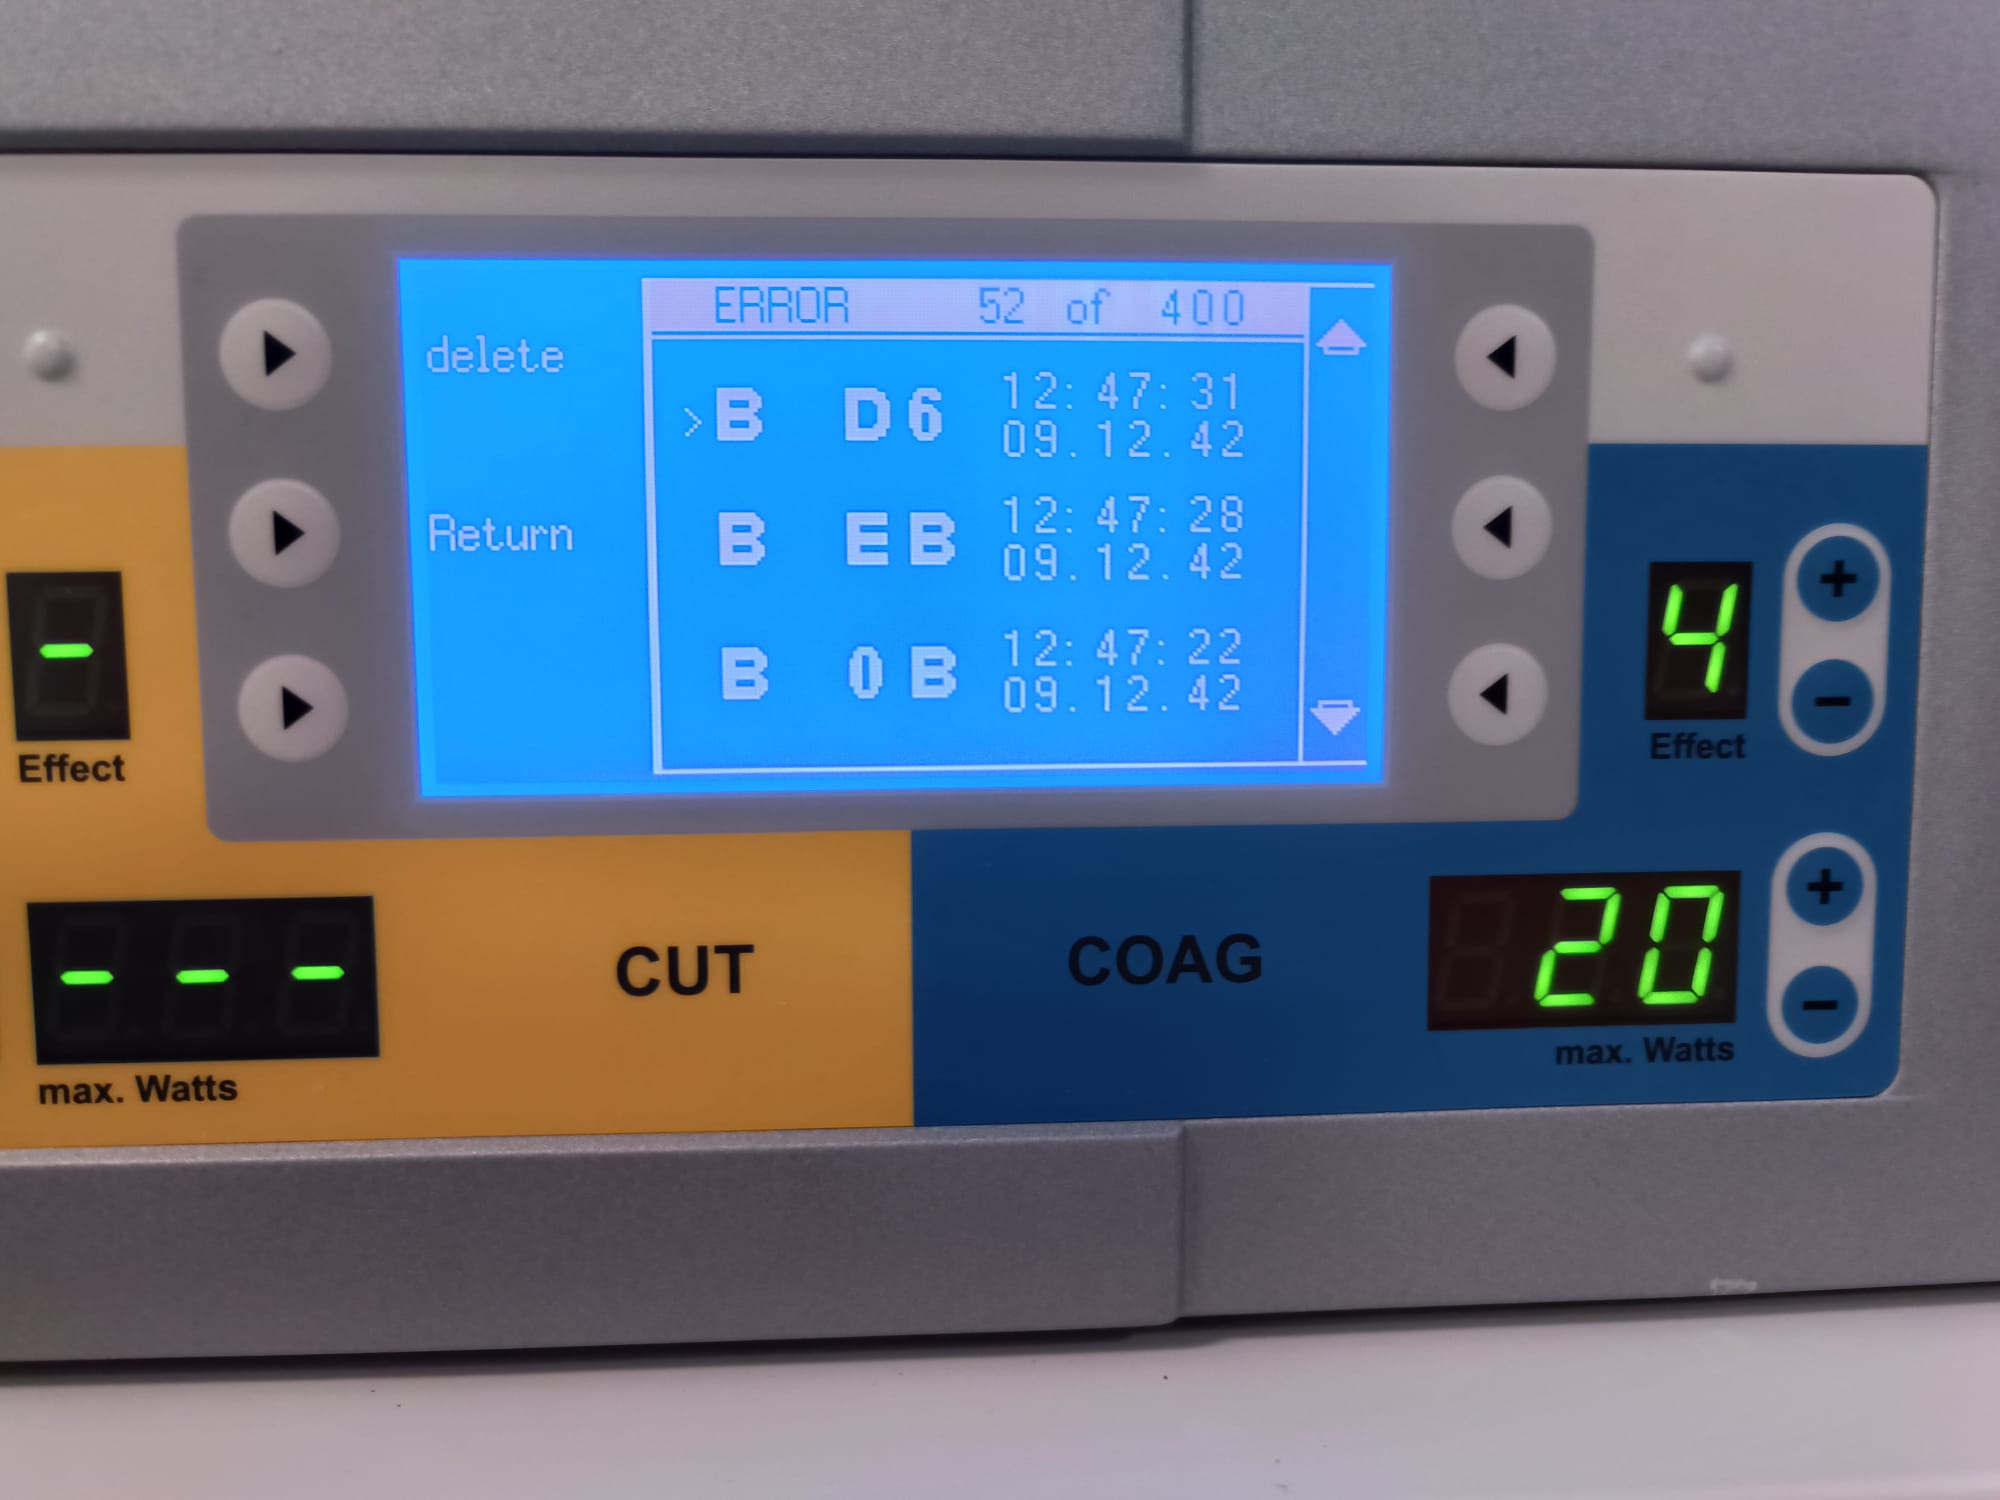 ERROR 52 of 400
delete
>B D6 12:47:31
09.12.42
Return
B EB 12:47:28
09.12.42
B 0B 12:47:22
09.12.42
-
Effect
4
+
-
Effect
---
max. Watts
CUT
COAG
20
+
-
max. Watts